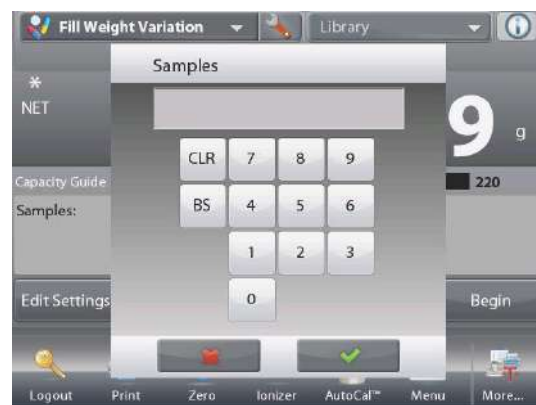 Fill Weight Variation
Library
Samples
*
NET
9 g
CLR 7 8 9
Capacity Guide
220
BS 4 5 6
Samples:
1 2 3
0
Edit Settings
Begin
Logout Print Zero Ionizer AutoCal™ Menu More...